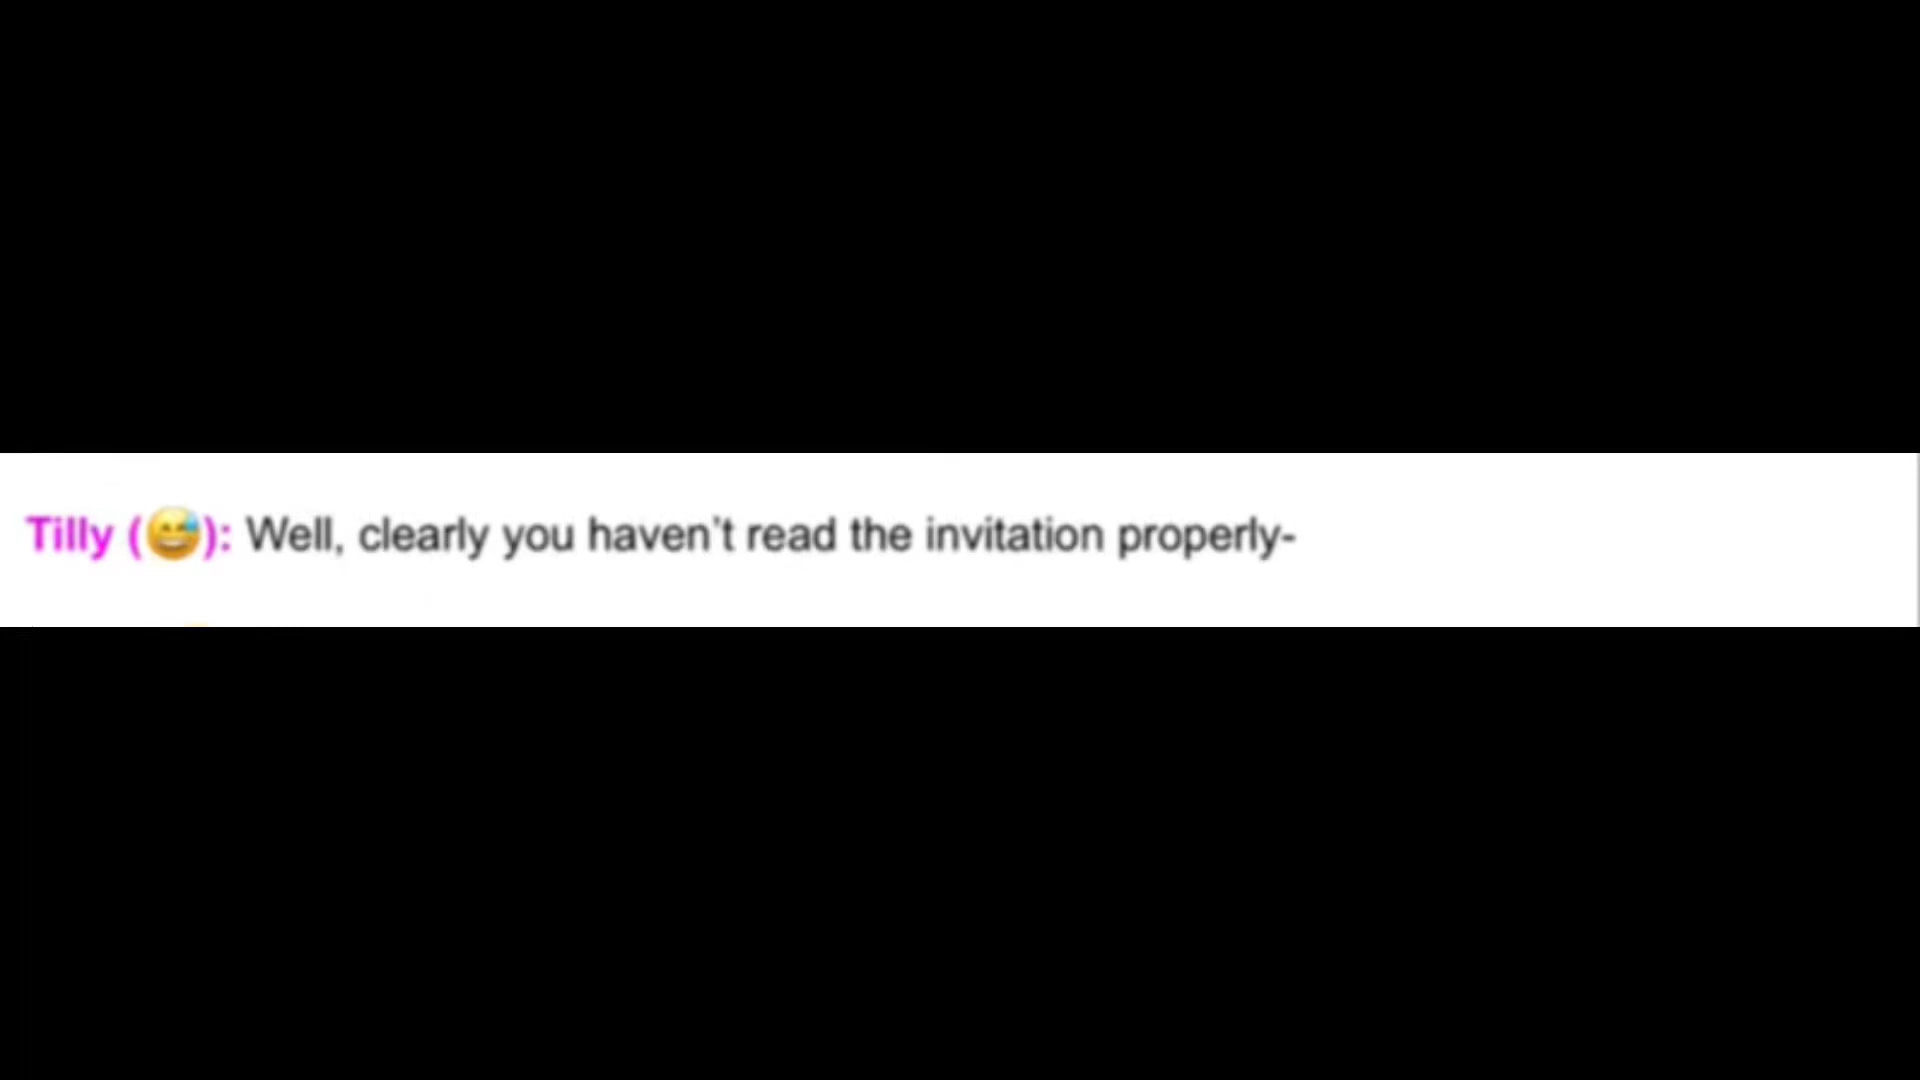 Tilly (😅): Well, clearly you haven’t read the invitation properly-